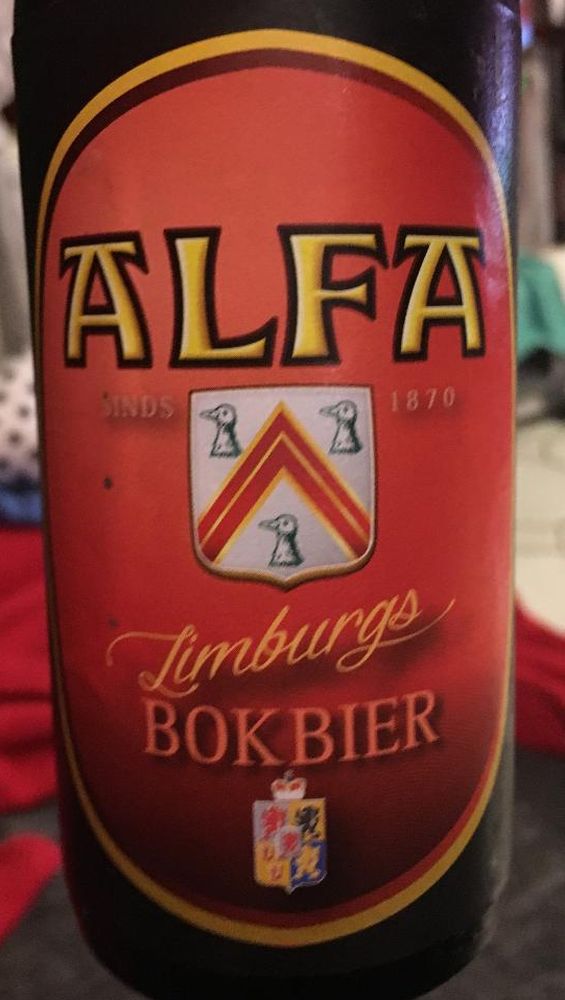 ALFA
SINDS 1870
Limburgs
BOKBIER